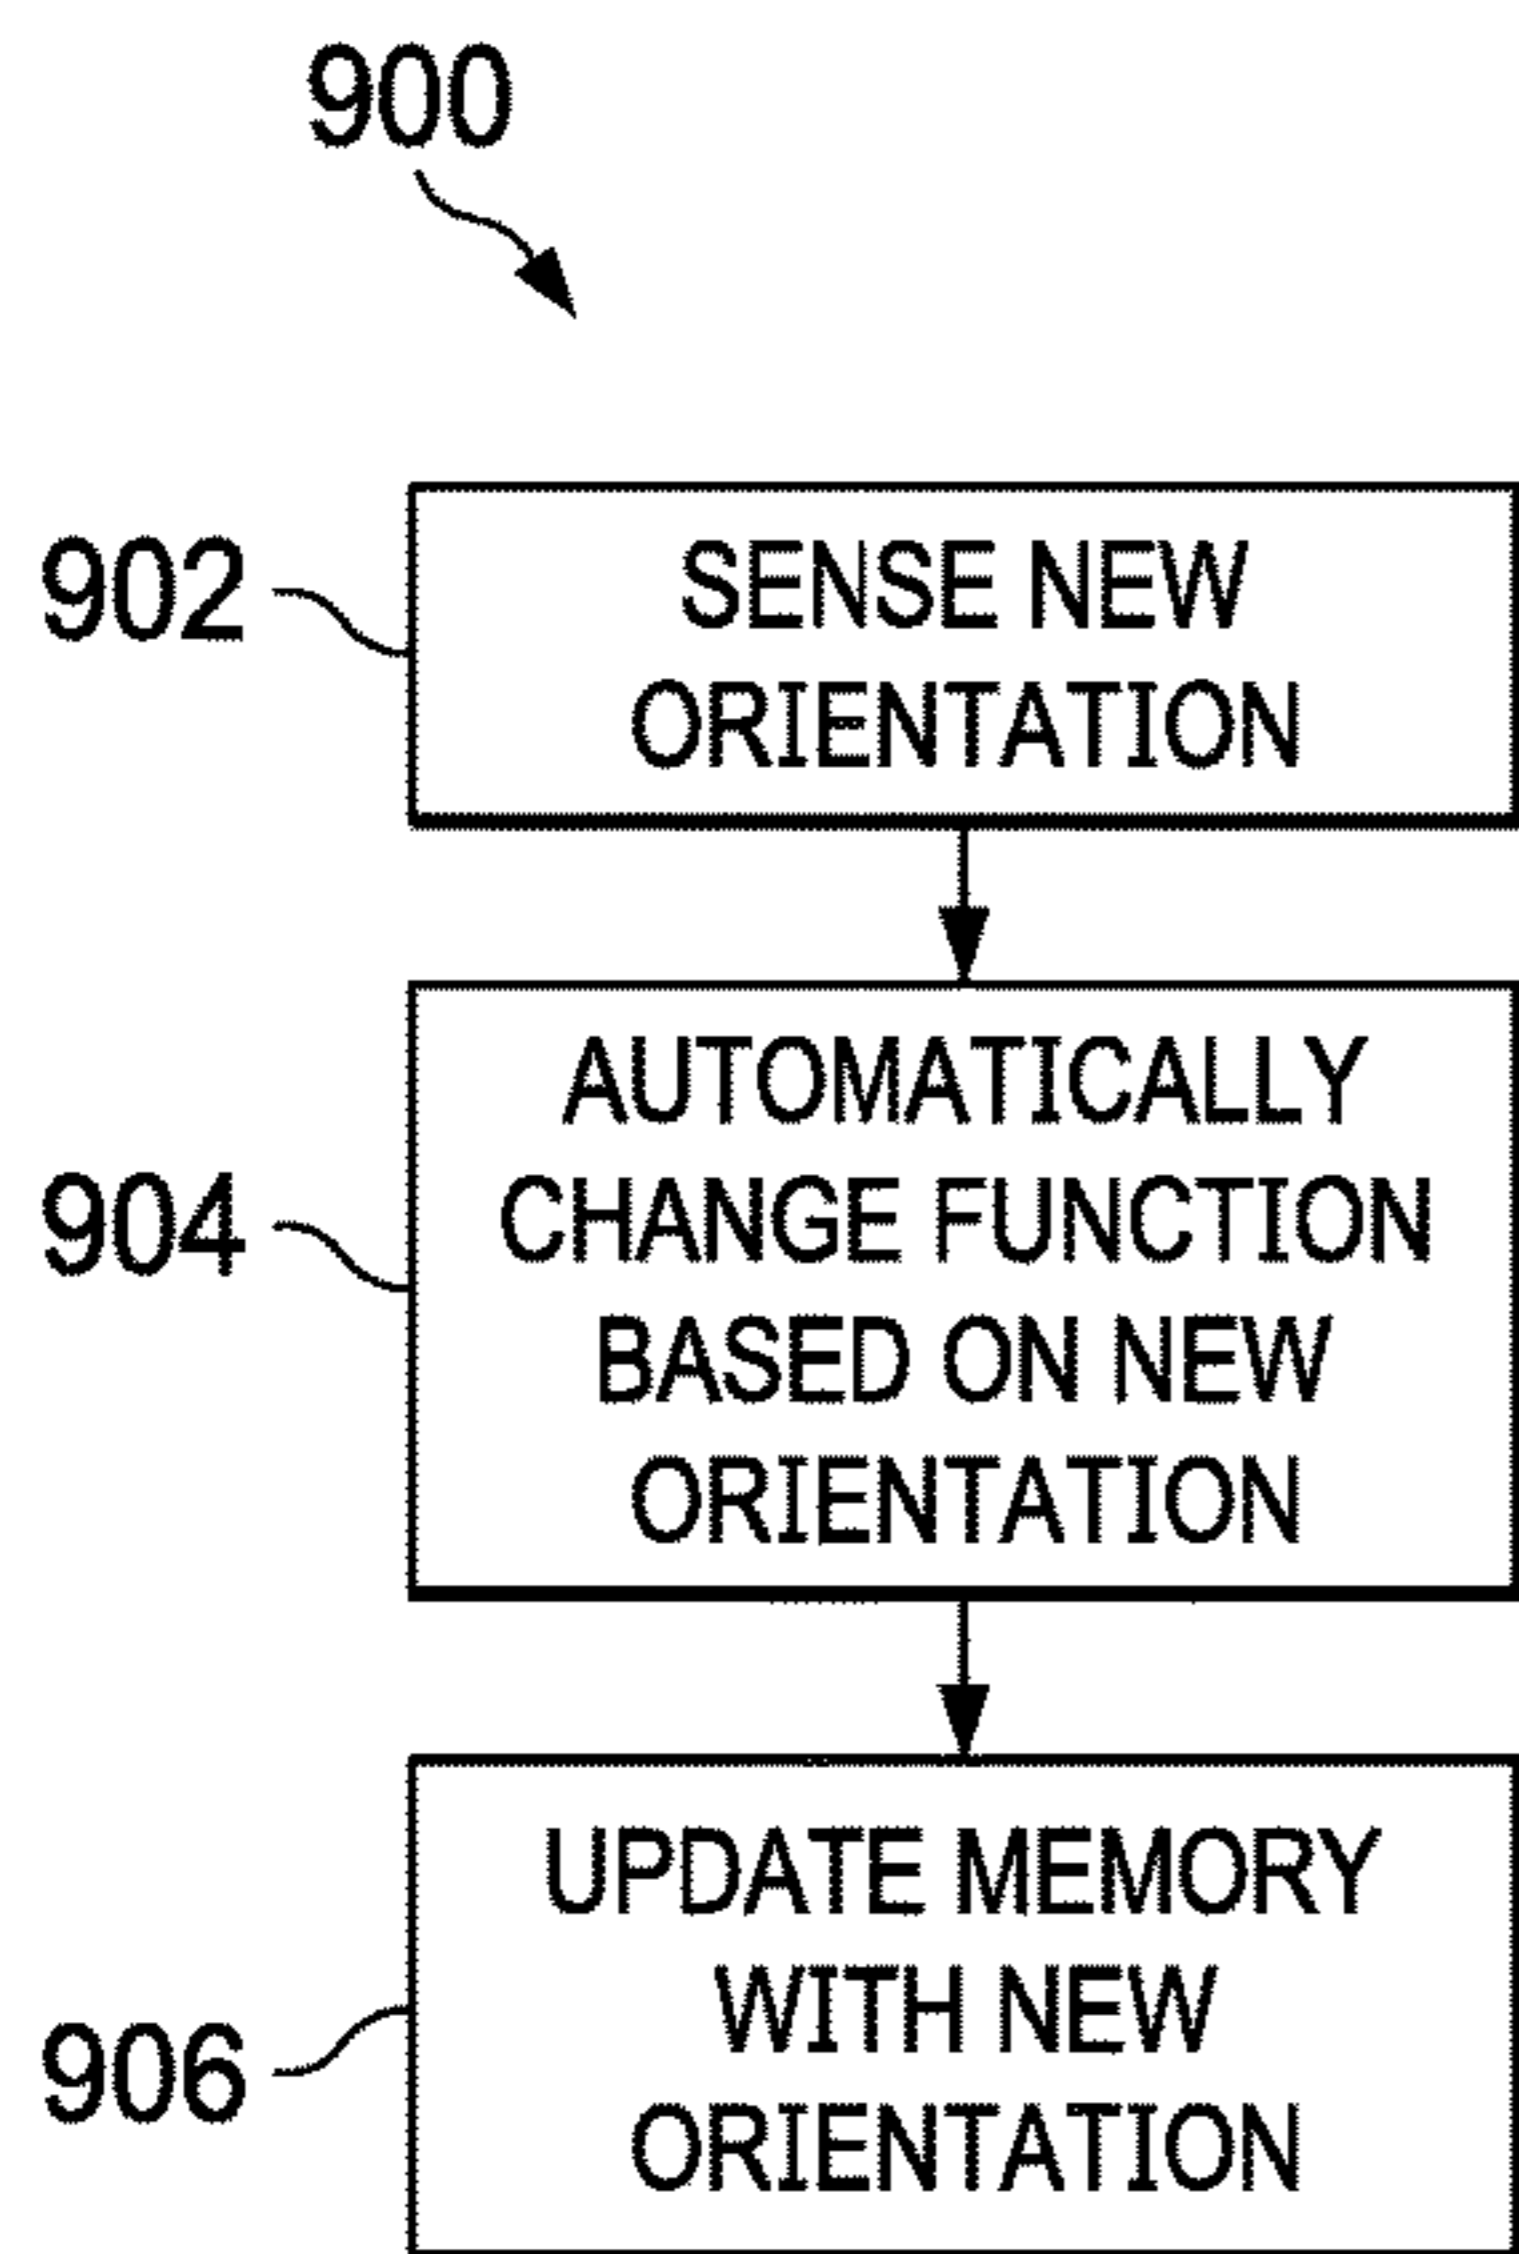 900
902
SENSE NEW
ORIENTATION
904
AUTOMATICALLY
CHANGE FUNCTION
BASED ON NEW
ORIENTATION
906
UPDATE MEMORY
WITH NEW
ORIENTATION